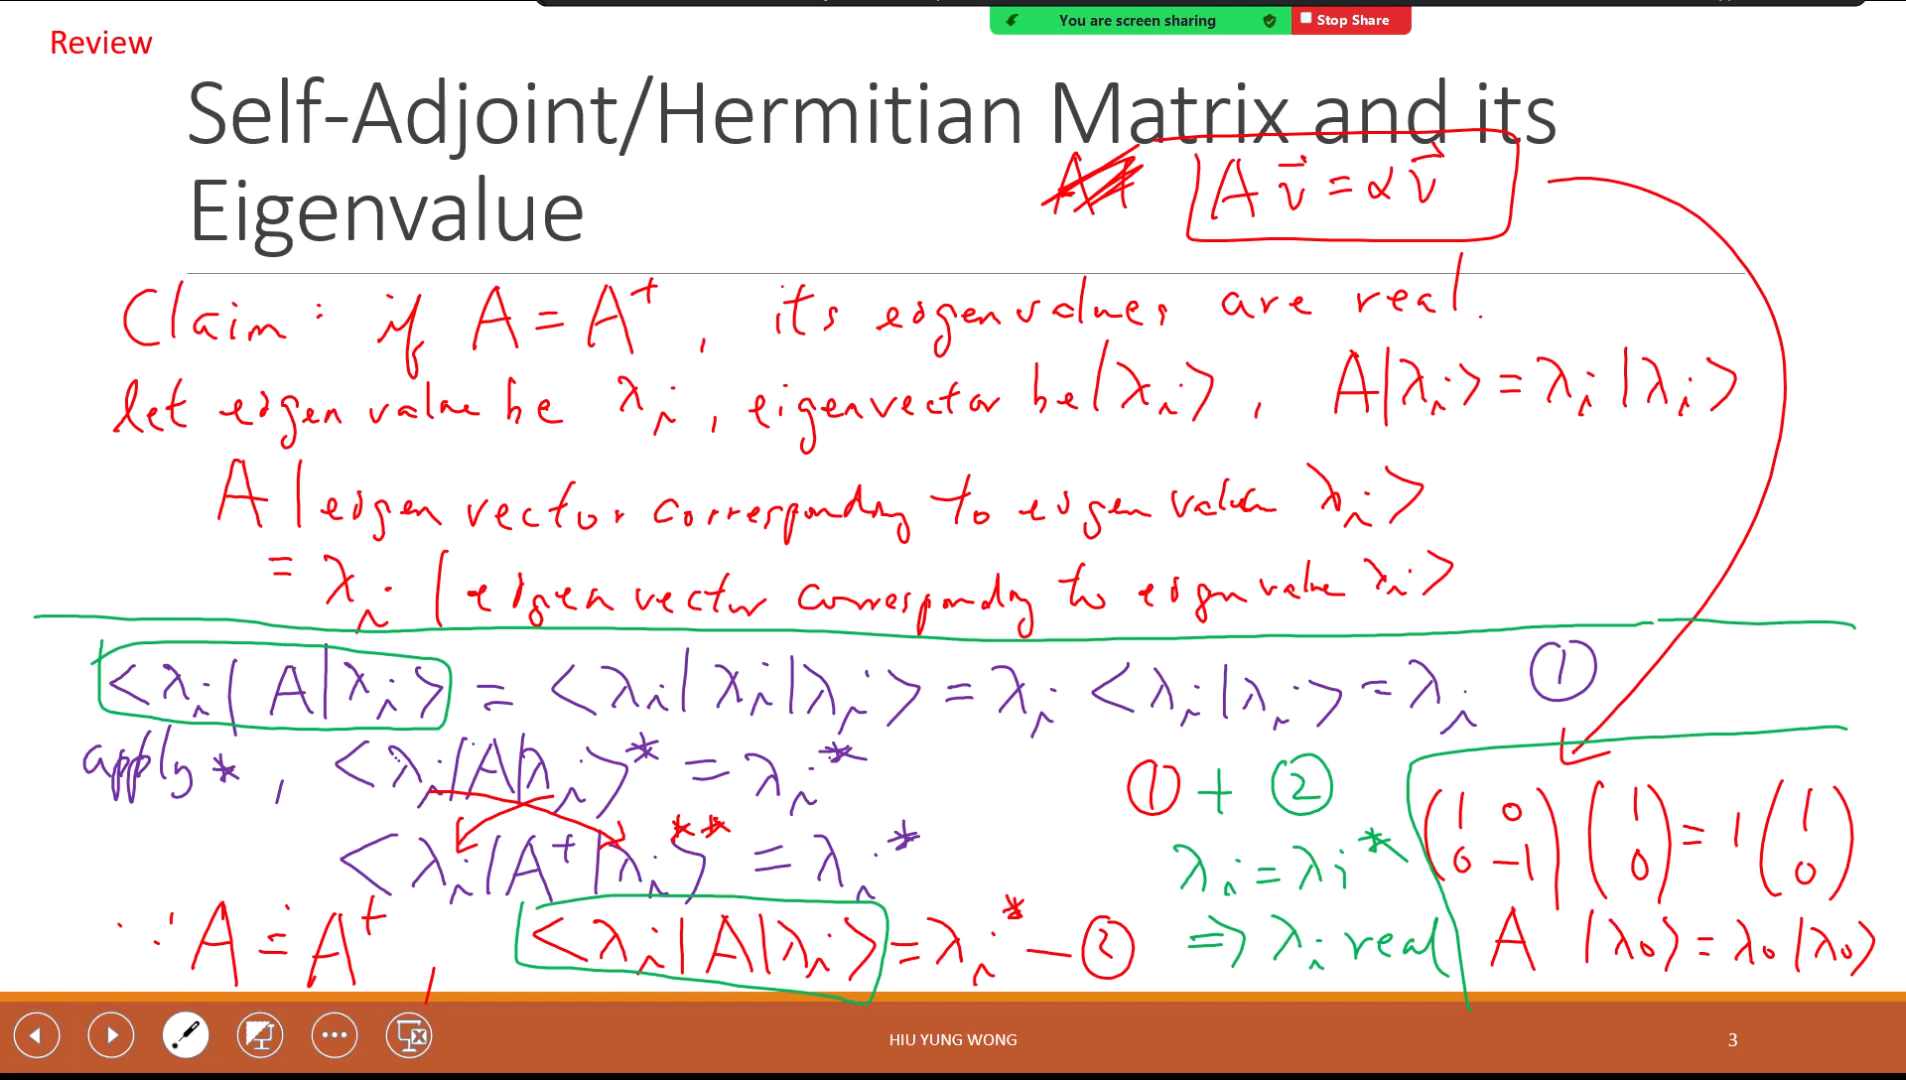 You are screen sharing
Stop Share
Review
Self-Adjoint/Hermitian Matrix and its
Eigenvalue
A v⃗ = α v⃗
Claim : if A = A† , its eigenvalues are real.
let eigen value be λi , eigenvector be |λi> , A|λi> = λi |λi>
A | eigen vector corresponding to eigen value λi >
= λi | eigen vector corresponding to eigen value λi >
<λi| A |λi> = <λi| λi |λi> = λi <λi|λi> = λi ①
apply * , <λi|A|λi>* = λi*
① + ②
<λi|A†|λi>** = λi*
λi = λi*
(1 0
0 -1) (1
0) = 1 (1
0)
∵ A = A† , <λi|A|λi> = λi* — ②
=> λi real
A |λ0> = λ0 |λ0>
HIU YUNG WONG
3